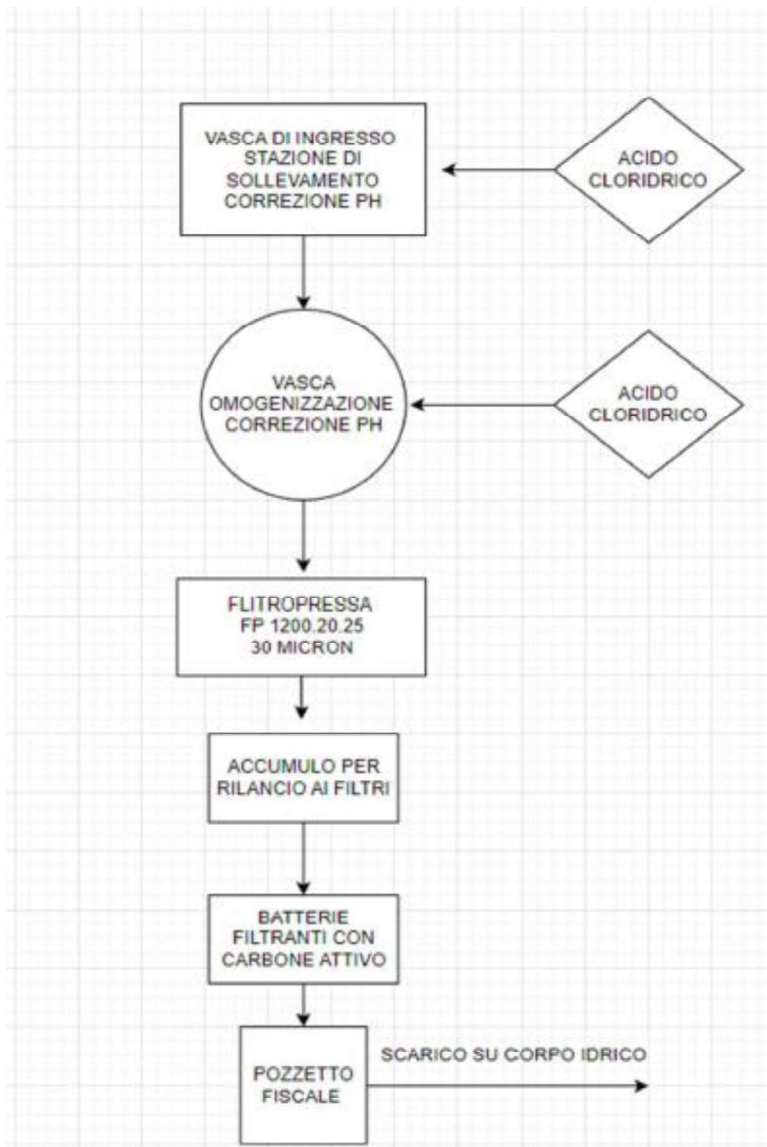 VASCA DI INGRESSO
STAZIONE DI
SOLLEVAMENTO
CORREZIONE PH
ACIDO
CLORIDRICO
VASCA
OMOGENIZZAZIONE
CORREZIONE PH
ACIDO
CLORIDRICO
FLITROPRESSA
FP 1200.20.25
30 MICRON
ACCUMULO PER
RILANCIO AI FILTRI
BATTERIE
FILTRANTI CON
CARBONE ATTIVO
SCARICO SU CORPO IDRICO
POZZETTO
FISCALE